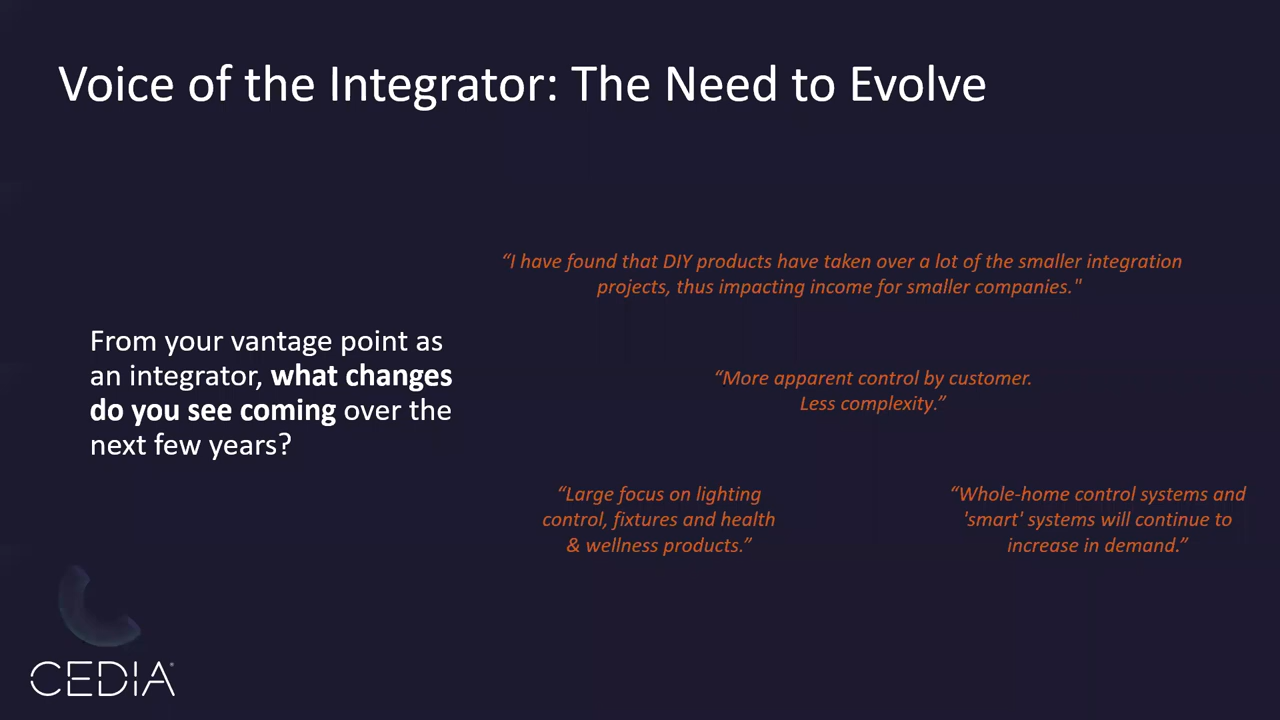 Voice of the Integrator: The Need to Evolve
From your vantage point as
an integrator, what changes
do you see coming over the
next few years?
“I have found that DIY products have taken over a lot of the smaller integration
projects, thus impacting income for smaller companies."
“More apparent control by customer.
Less complexity.”
“Large focus on lighting
control, fixtures and health
& wellness products.”
“Whole-home control systems and
'smart' systems will continue to
increase in demand.”
CEDIA